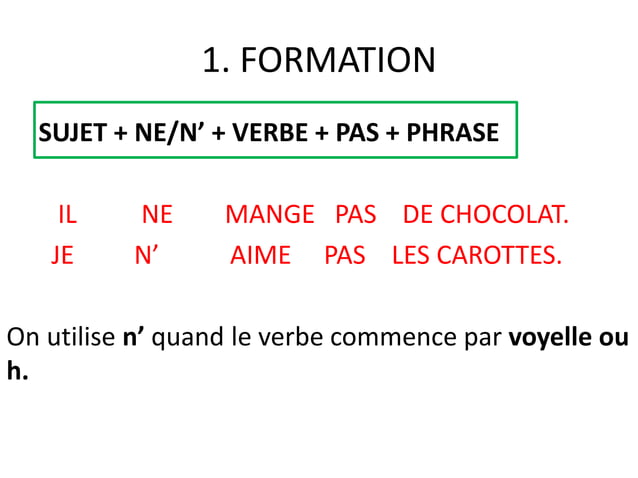 1. FORMATION
SUJET + NE/N’ + VERBE + PAS + PHRASE
IL NE MANGE PAS DE CHOCOLAT.
JE N’ AIME PAS LES CAROTTES.
On utilise n’ quand le verbe commence par voyelle ou
h.